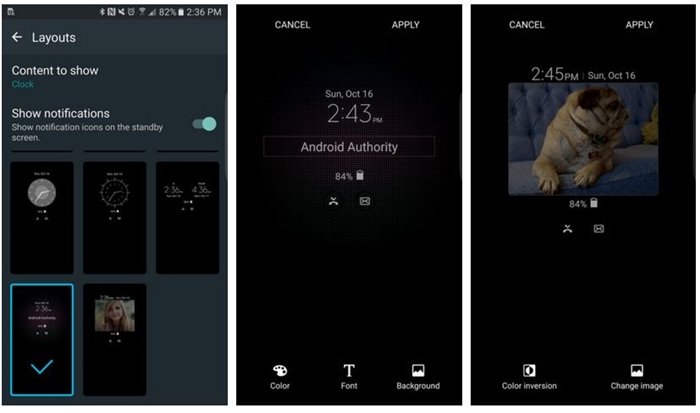 82% 2:36 PM
Layouts
Content to show
Clock
Show notifications
Show notification icons on the standby
screen.
2:36 4:36
2:36
Android Authority
CANCEL APPLY
Sun, Oct 16
2:43 PM
Android Authority
84%
Color Font Background
CANCEL APPLY
2:45 PM Sun, Oct 16
84%
Color inversion Change image